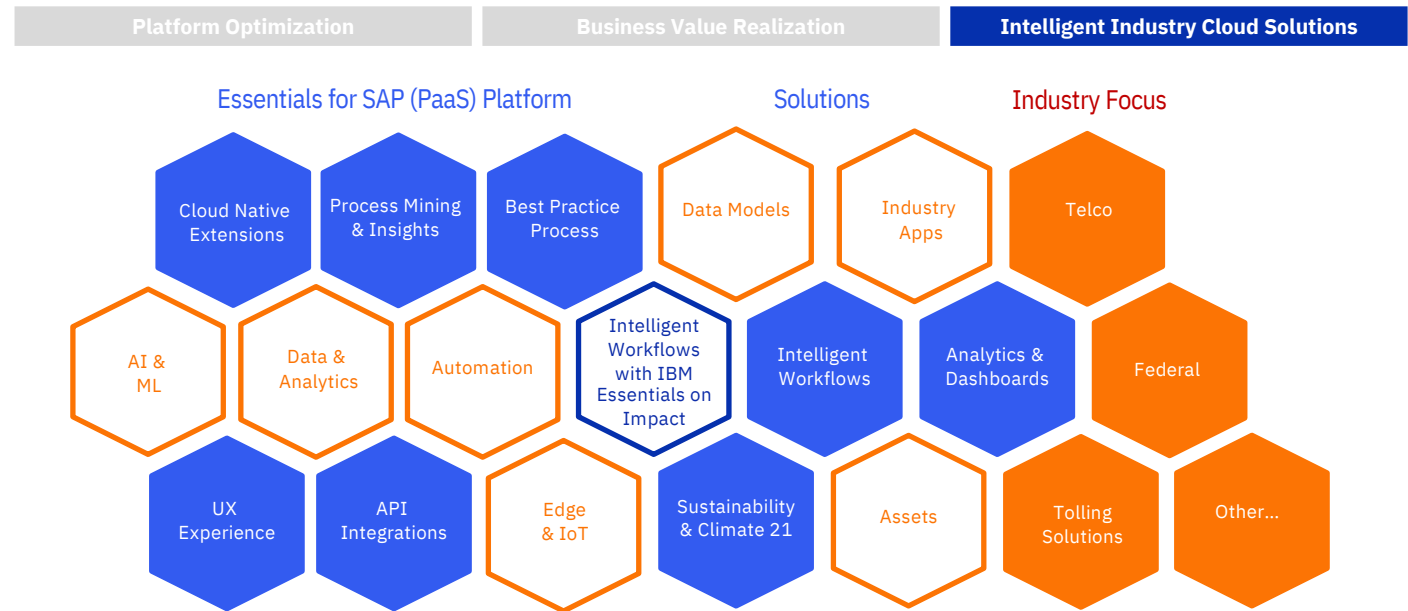 Platform Optimization
Business Value Realization
Intelligent Industry Cloud Solutions
Essentials for SAP (PaaS) Platform
Solutions
Industry Focus
Cloud Native
Extensions
Process Mining
& Insights
Best Practice
Process
Data Models
Industry
Apps
Telco
AI &
ML
Data &
Analytics
Automation
Intelligent
Workflows
with IBM
Essentials on
Impact
Intelligent
Workflows
Analytics &
Dashboards
Federal
UX
Experience
API
Integrations
Edge
& IoT
Sustainability
& Climate 21
Assets
Tolling
Solutions
Other...